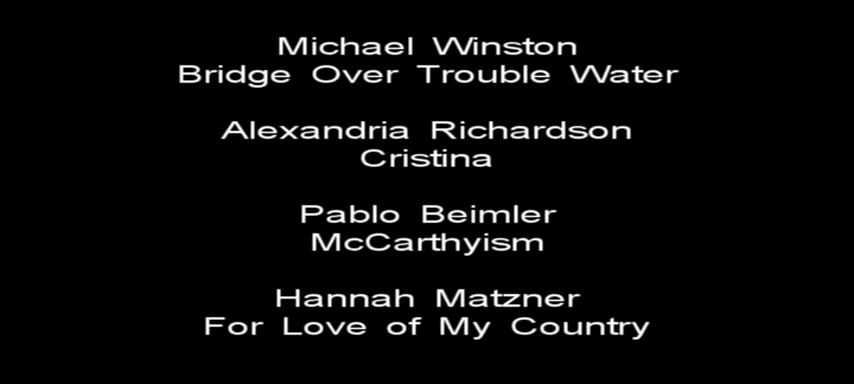 Michael Winston
Bridge Over Trouble Water
Alexandria Richardson
Cristina
Pablo Beimler
McCarthyism
Hannah Matzner
For Love of My Country